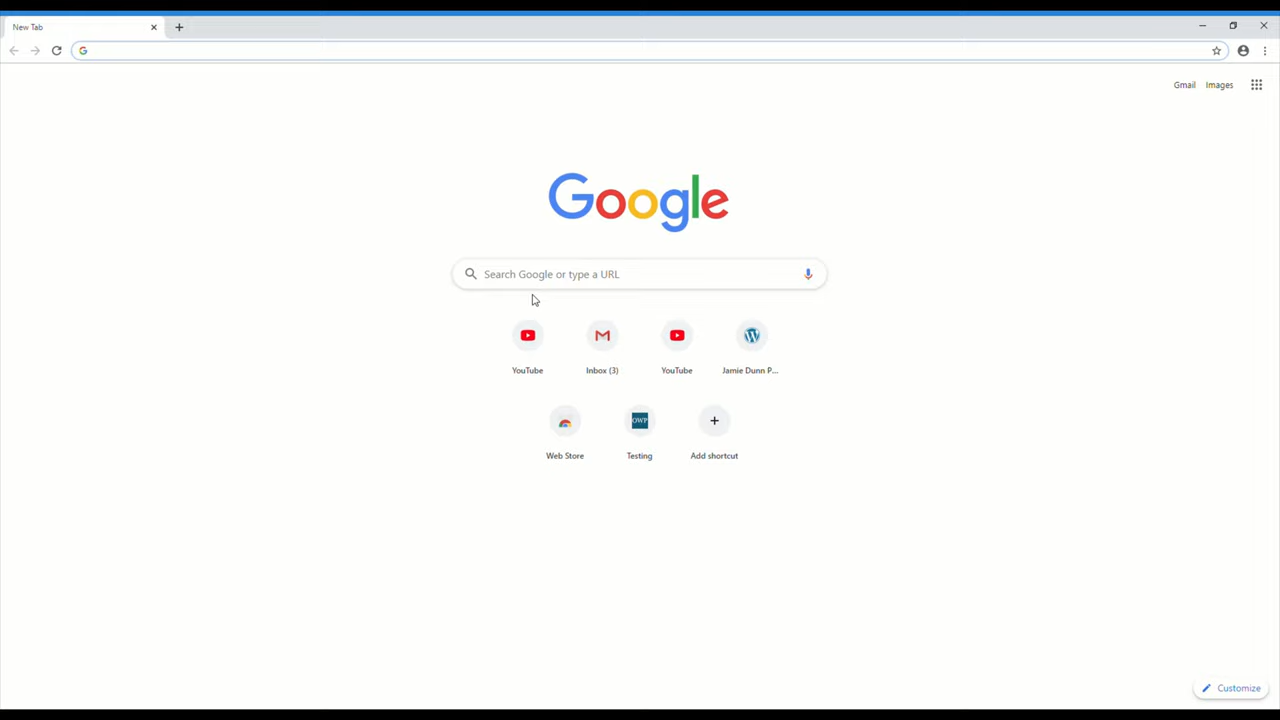 New Tab
Gmail Images
Google
Search Google or type a URL
YouTube Inbox (3) YouTube Jamie Dunn P...
OWP
Web Store Testing Add shortcut
Customize